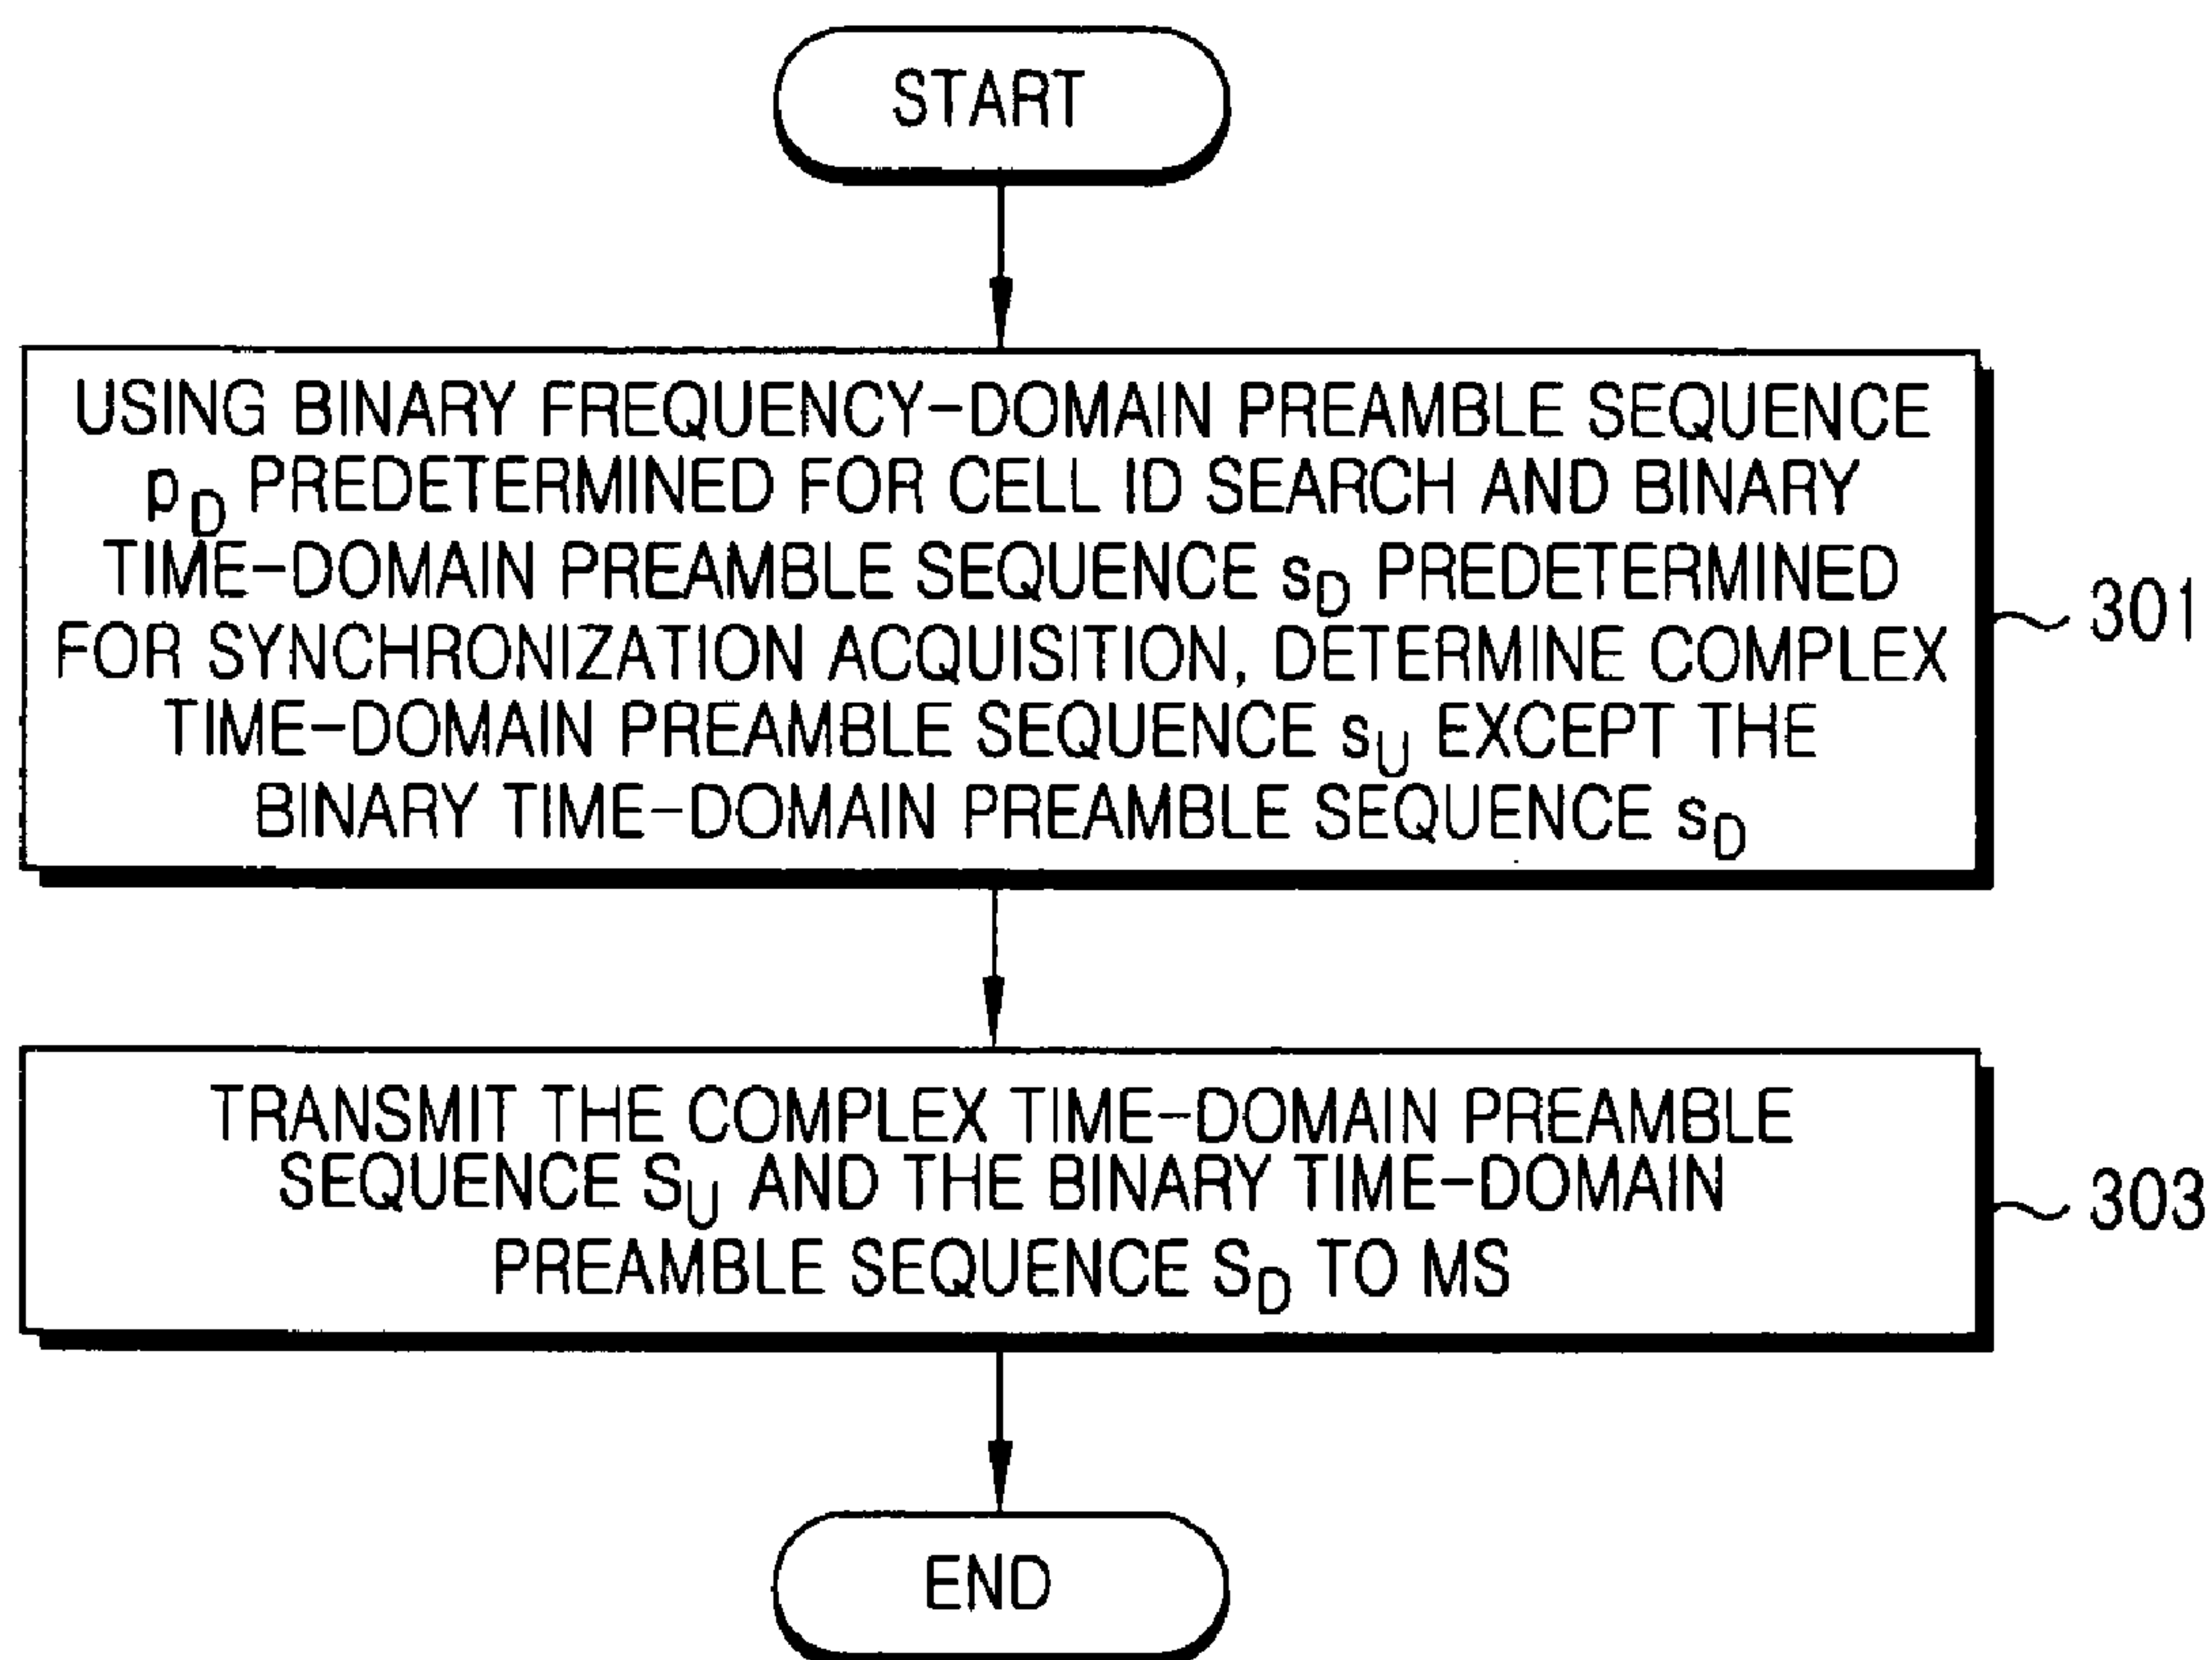 START
USING BINARY FREQUENCY-DOMAIN PREAMBLE SEQUENCE
pD PREDETERMINED FOR CELL ID SEARCH AND BINARY
TIME-DOMAIN PREAMBLE SEQUENCE sD PREDETERMINED
FOR SYNCHRONIZATION ACQUISITION, DETERMINE COMPLEX
TIME-DOMAIN PREAMBLE SEQUENCE sU EXCEPT THE
BINARY TIME-DOMAIN PREAMBLE SEQUENCE sD
301
TRANSMIT THE COMPLEX TIME-DOMAIN PREAMBLE
SEQUENCE SU AND THE BINARY TIME-DOMAIN
PREAMBLE SEQUENCE SD TO MS
303
END